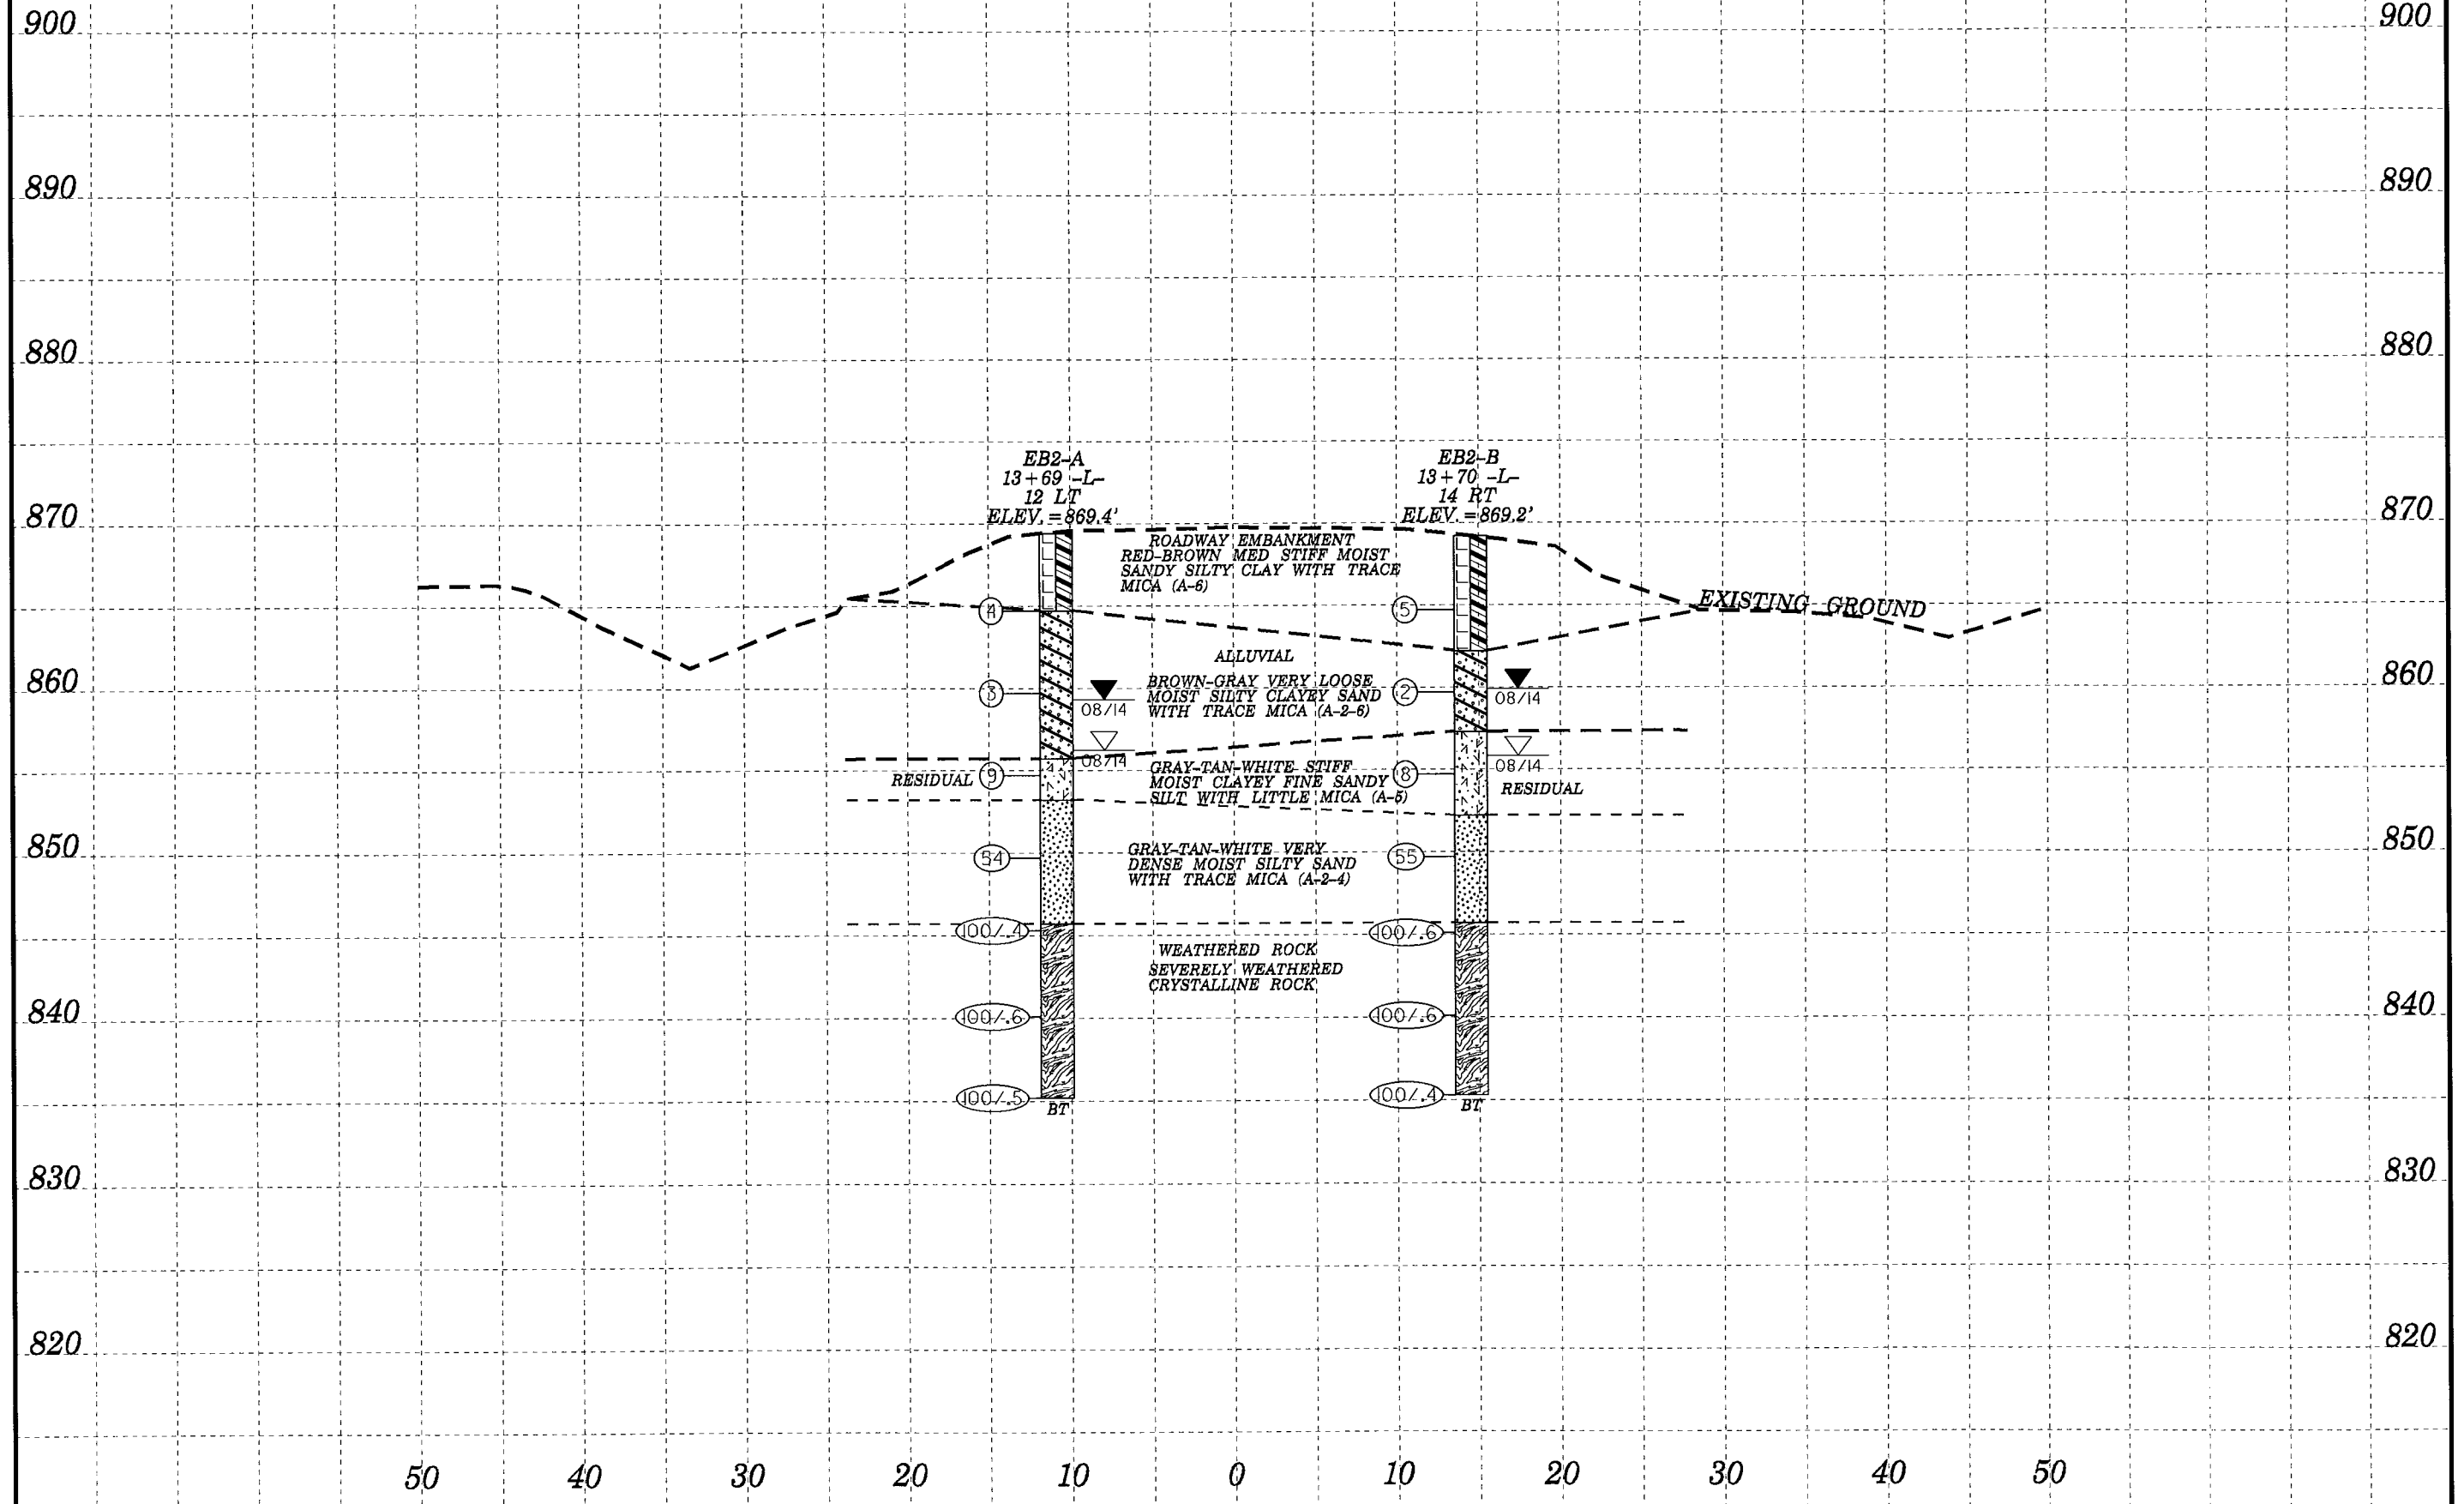 900 900
890 890
880 880
EB2-A
13+69 -L-
12 LT
ELEV.=869.4'
EB2-B
13+70 -L-
14 RT
ELEV.=869.2'
870 870
ROADWAY EMBANKMENT
RED-BROWN MED STIFF MOIST
SANDY SILTY CLAY WITH TRACE
MICA (A-6)
4 5
EXISTING GROUND
ALLUVIAL
BROWN-GRAY VERY LOOSE
MOIST SILTY CLAYEY SAND
WITH TRACE MICA (A-2-6)
860 860
3 2
08/14 08/14
08/14 08/14
RESIDUAL 9 8
GRAY-TAN-WHITE STIFF
MOIST CLAYEY FINE SANDY
SILT WITH LITTLE MICA (A-5)
RESIDUAL
850 850
54 55
GRAY-TAN-WHITE VERY
DENSE MOIST SILTY SAND
WITH TRACE MICA (A-2-4)
100/.4 100/.6
WEATHERED ROCK
SEVERELY WEATHERED
CRYSTALLINE ROCK
840 840
100/.6 100/.6
100/.5 100/.4
BT BT
830 830
820 820
50 40 30 20 10 0 10 20 30 40 50